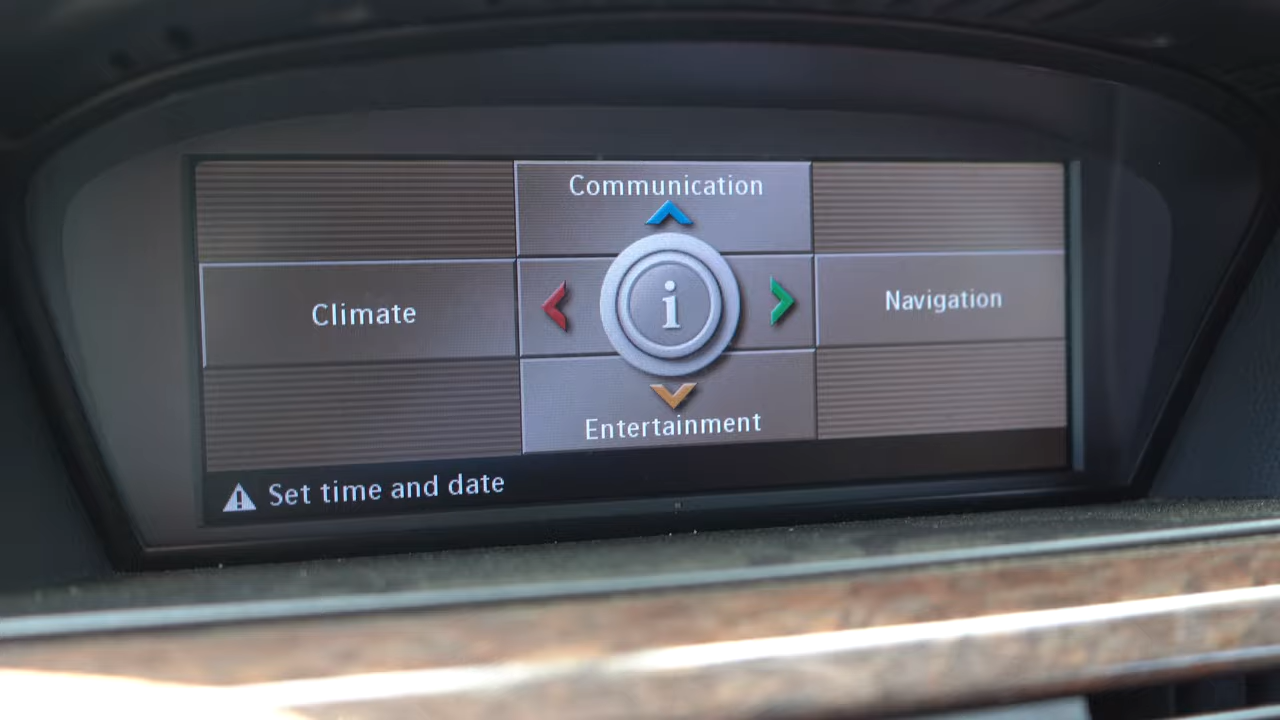 Communication
Climate
i
Navigation
Entertainment
Set time and date